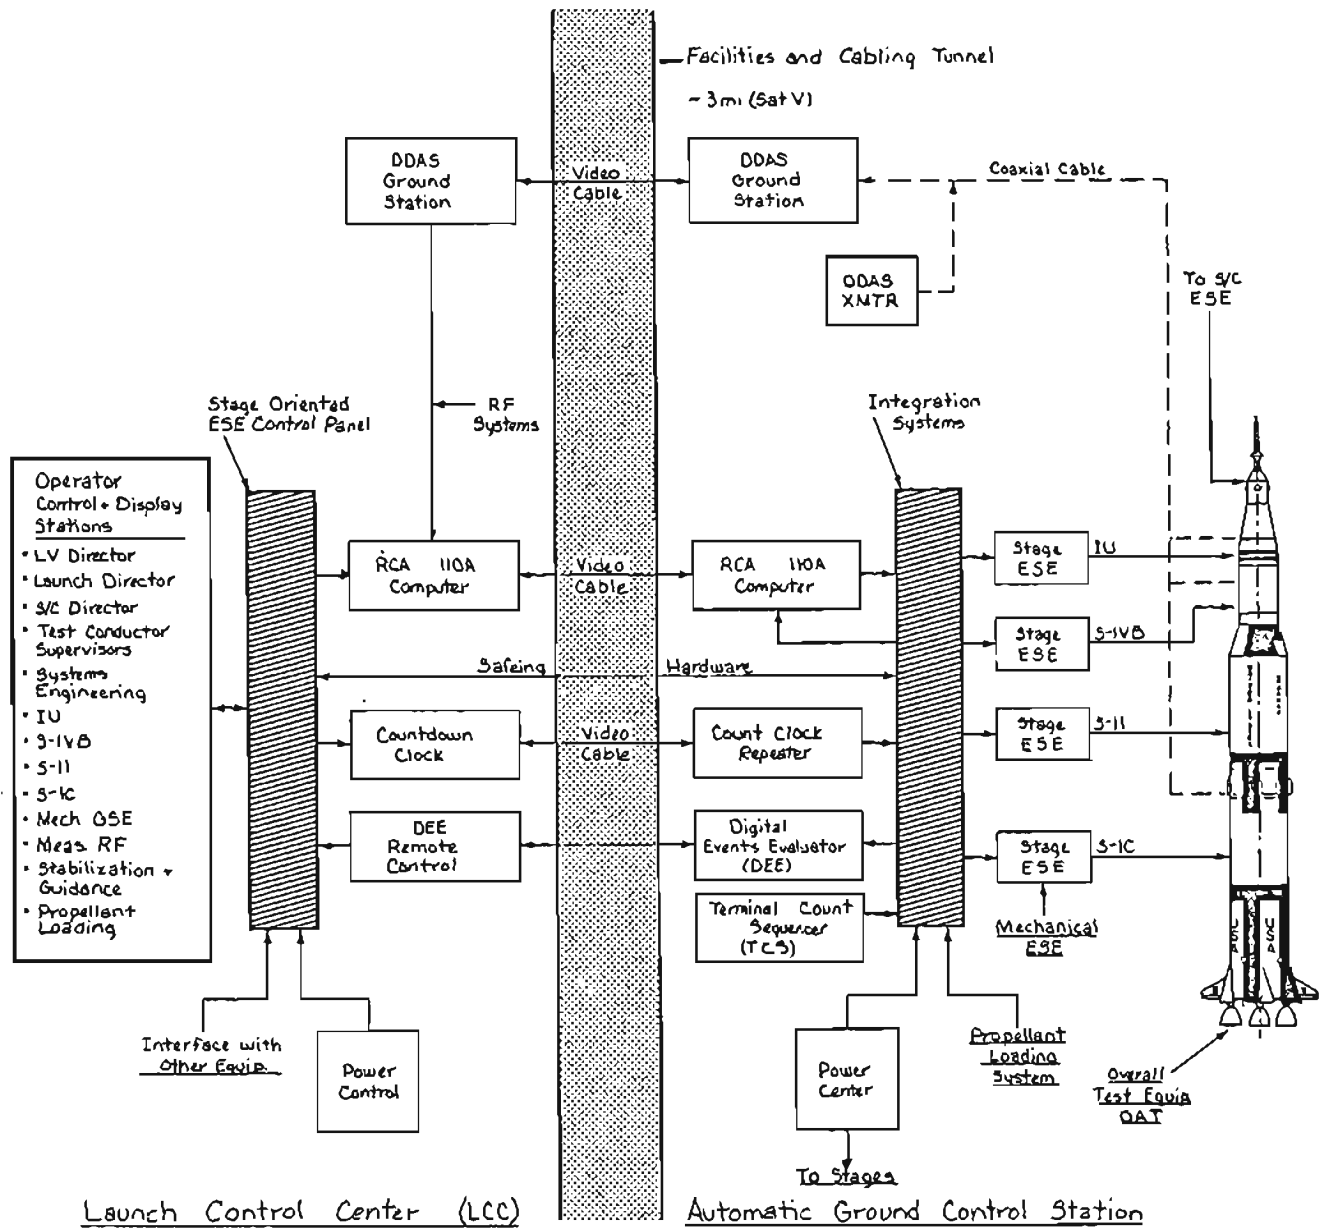 Facilities and Cabling Tunnel
~3mi (Sat V)
DDAS
Ground
Station
Video
Cable
DDAS
Ground
Station
Coaxial Cable
DDAS
XMTR
To S/C
ESE
Stage Oriented
ESE Control Panel
RF
Systems
Integration
Systems
Operator
Control + Display
Stations
• LV Director
• Launch Director
• S/C Director
• Test Conductor
Supervisors
• Systems
Engineering
• IU
• S-IVB
• S-II
• S-IC
• Mech GSE
• Meas RF
• Stabilization +
Guidance
• Propellant
Loading
RCA 110A
Computer
Video
Cable
RCA 110A
Computer
Stage
ESE
IU
Stage
ESE
S-IVB
Safeing
Hardware
Countdown
Clock
Video
Cable
Count Clock
Repeater
Stage
ESE
S-II
DEE
Remote
Control
Digital
Events Evaluator
(DEE)
Stage
ESE
S-IC
Terminal Count
Sequencer
(TCS)
Mechanical
ESE
USA
USA
Interface with
Other Equip
Power
Control
Power
Center
Propellant
Loading
System
Overall
Test Equip
OAT
To Stages
Launch Control Center (LCC)
Automatic Ground Control Station